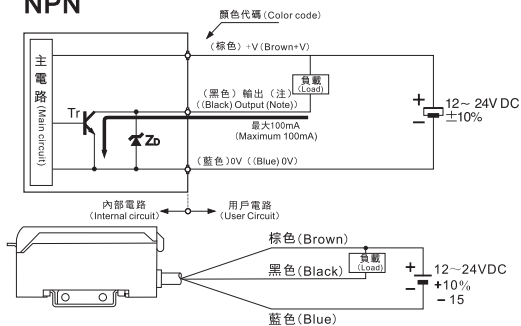 NPN
顏色代碼(Color code)
(棕色) +V(Brown+V)
主電路(Main circuit)
負載
(Load)
(黑色) 輸出 (注)
((Black) Output (Note))
Tr
最大100mA
(Maximum 100mA)
ZD
+
−
12~ 24V DC
±10%
(藍色)0V ((Blue) 0V)
內部電路
(Internal circuit)
用戶電路
(User Circuit)
棕色(Brown)
黑色(Black)
負載
(Load)
+
−
12~24VDC
+10%
− 15
藍色(Blue)